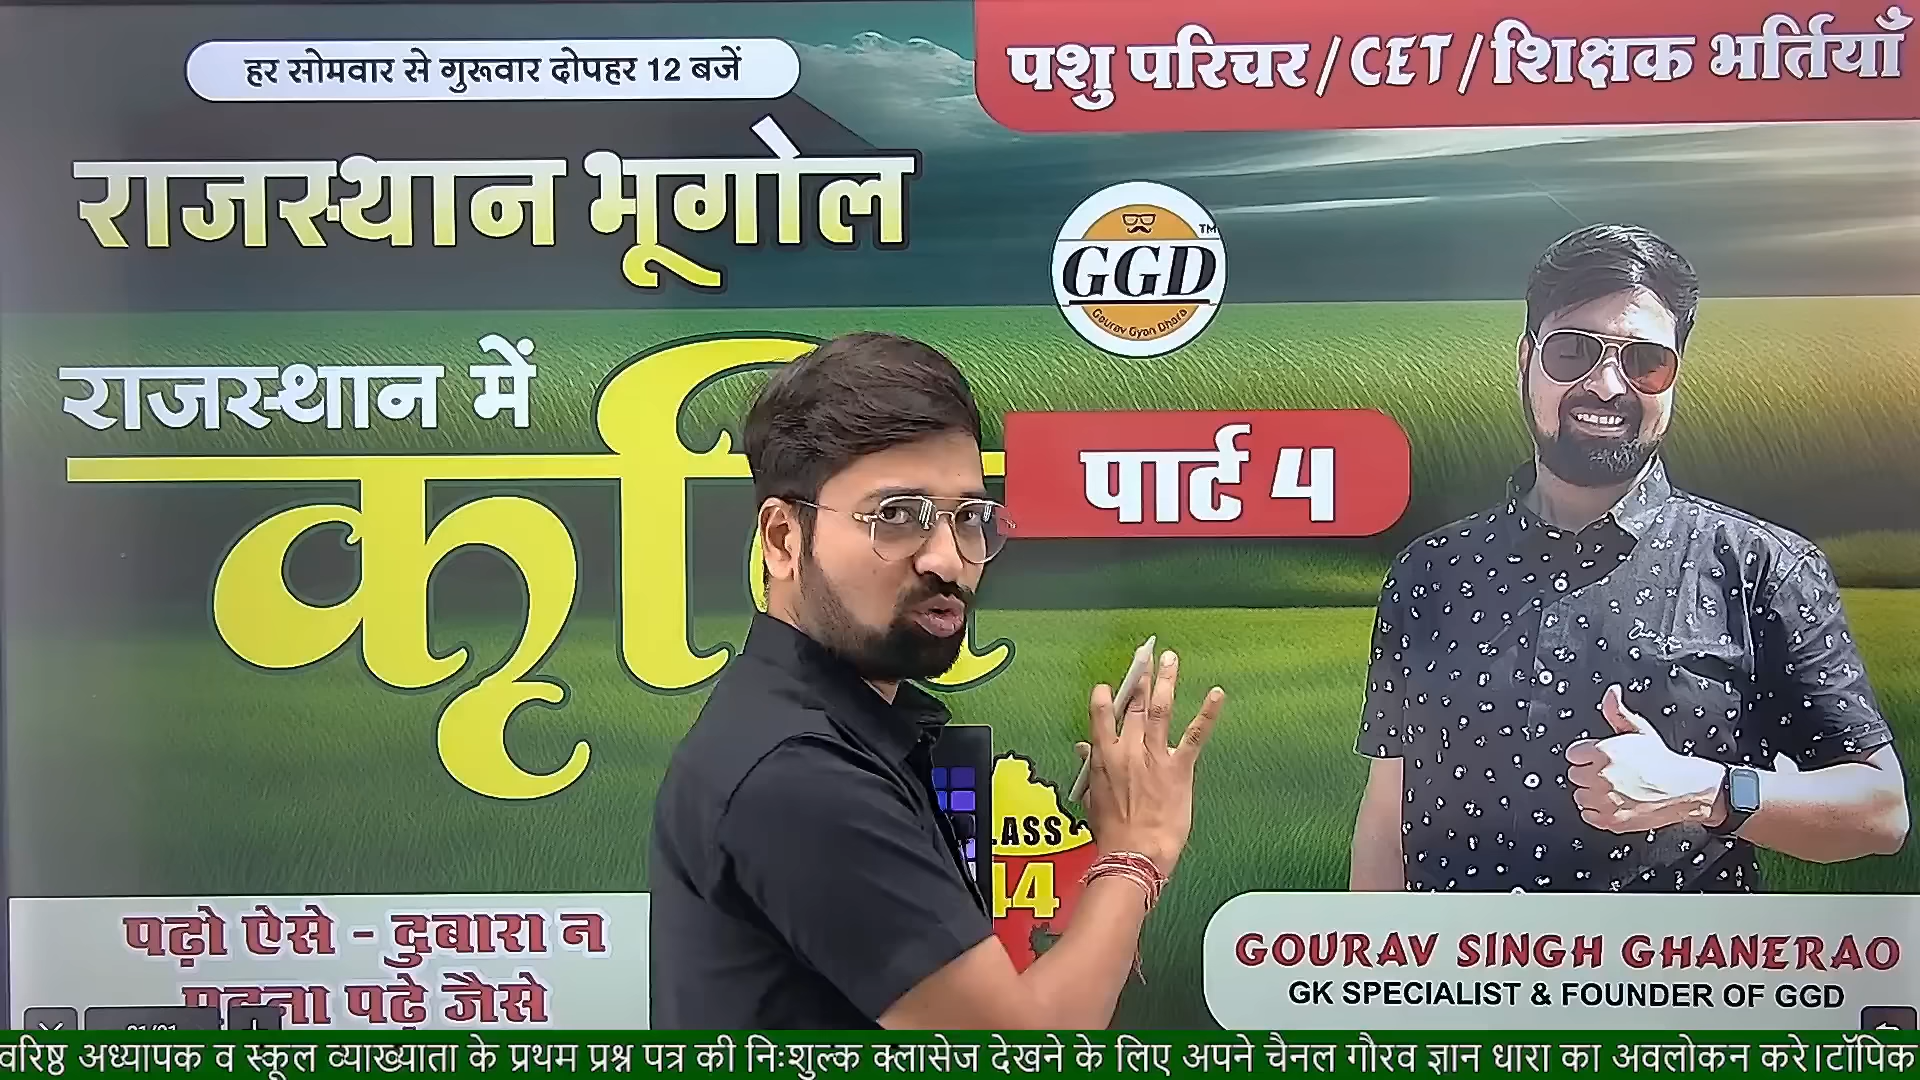 हर सोमवार से गुरूवार दोपहर 12 बजें
पशु परिचर / CET / शिक्षक भर्तियाँ
राजस्थान भूगोल
GGD
TM
Gourav Gyan Dhara
राजस्थान में
पार्ट 4
44
पढ़ो ऐसे - दुबारा न
पढ़े जैसे
GOURAV SINGH GHANERAO
GK SPECIALIST & FOUNDER OF GGD
वरिष्ठ अध्यापक व स्कूल व्याख्याता के प्रथम प्रश्न पत्र की निःशुल्क क्लासेज देखने के लिए अपने चैनल गौरव ज्ञान धारा का अवलोकन करे।टॉपिक